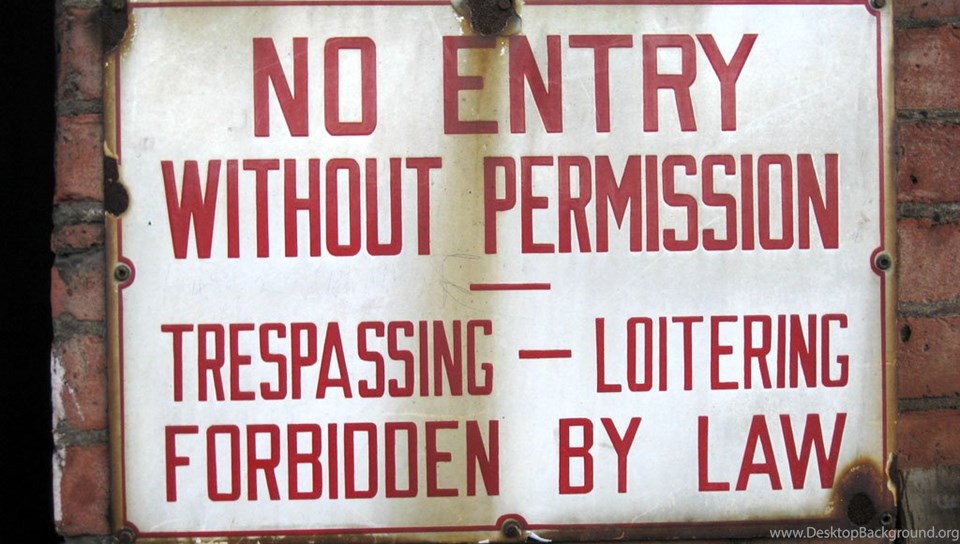 NO ENTRY
WITHOUT PERMISSION
—
TRESPASSING — LOITERING
FORBIDDEN BY LAW
www.DesktopBackground.org